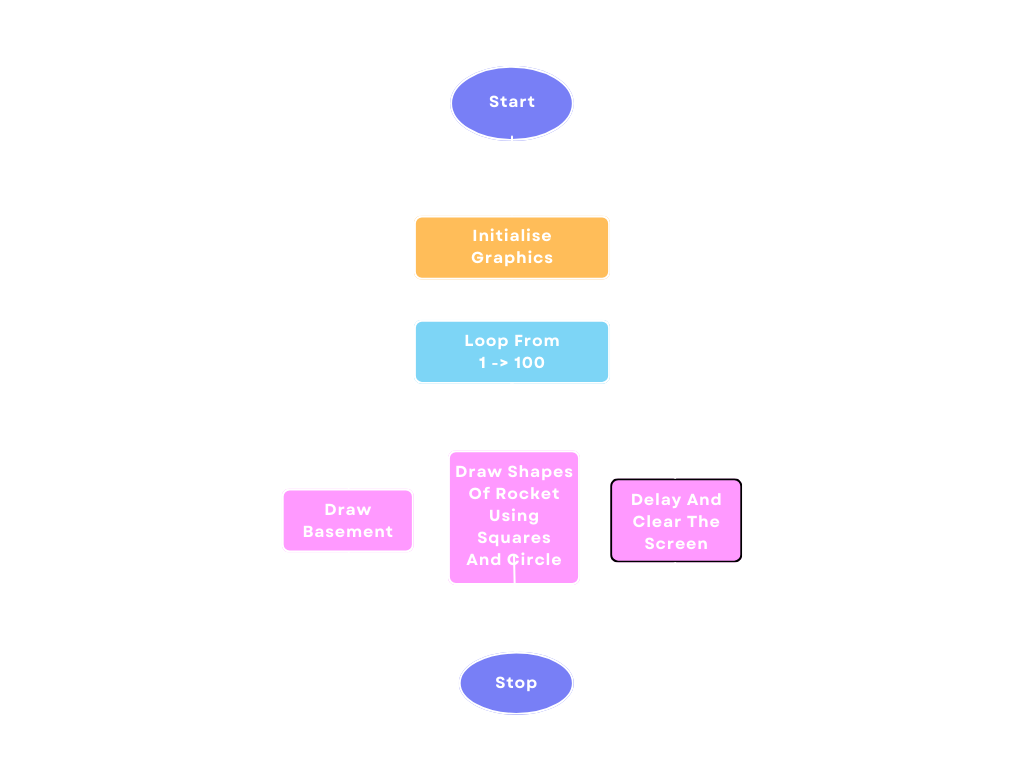 Start
Initialise
Graphics
Loop From
1 -> 100
Draw
Basement
Draw Shapes
Of Rocket
Using
Squares
And Circle
Delay And
Clear The
Screen
Stop